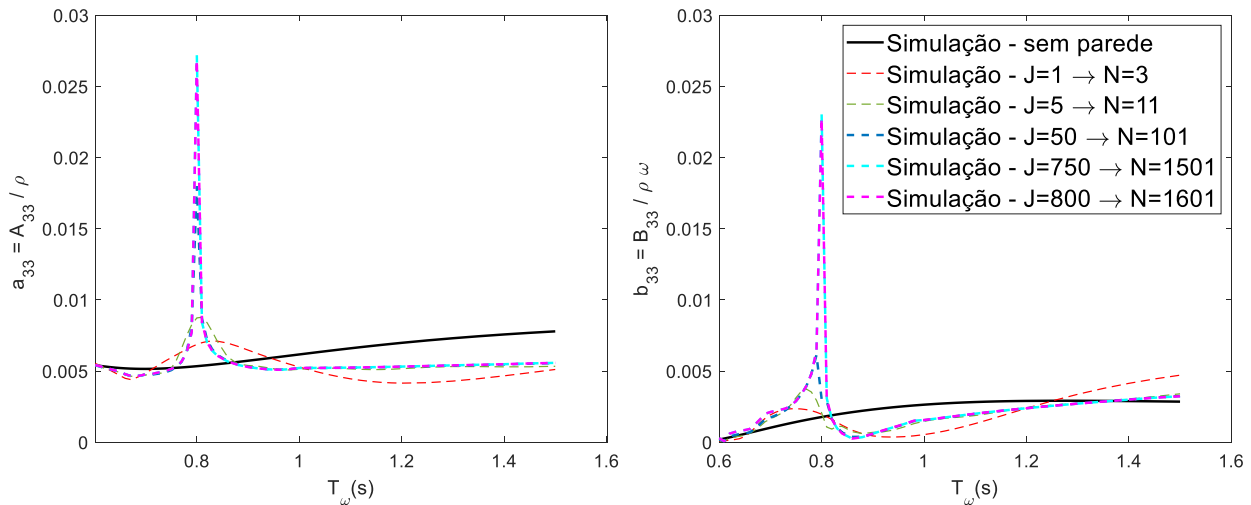 0.03
0.025
0.02
0.015
0.01
0.005
0
0.8
1
1.2
1.4
1.6
a33 = A33 / ρ
Tω(s)
0.03
0.025
0.02
0.015
0.01
0.005
0
0.6
0.8
1
1.2
1.4
1.6
b33 = B33 / ρ ω
Tω(s)
Simulação - sem parede
Simulação - J=1 → N=3
Simulação - J=5 → N=11
Simulação - J=50 → N=101
Simulação - J=750 → N=1501
Simulação - J=800 → N=1601